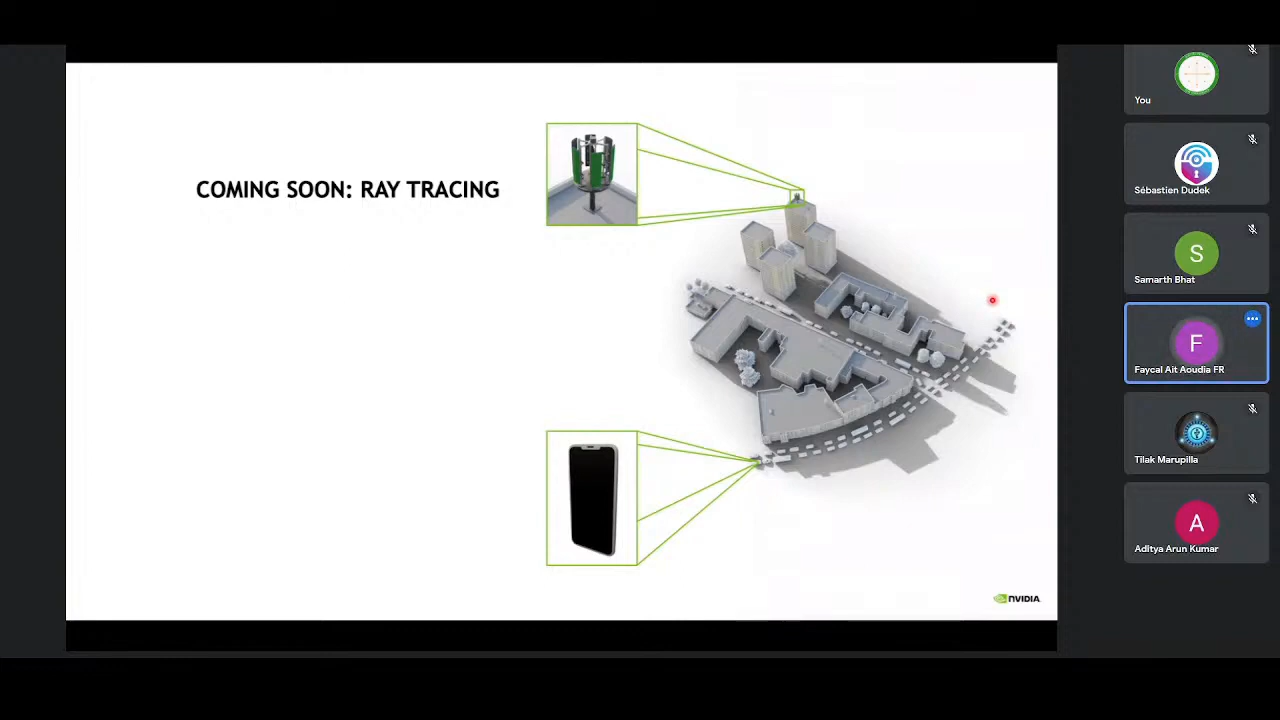 COMING SOON: RAY TRACING
NVIDIA
You
Sébastien Dudek
S
Samarth Bhat
F
Faycal Ait Aoudia FR
Tilak Marupilla
A
Aditya Arun Kumar